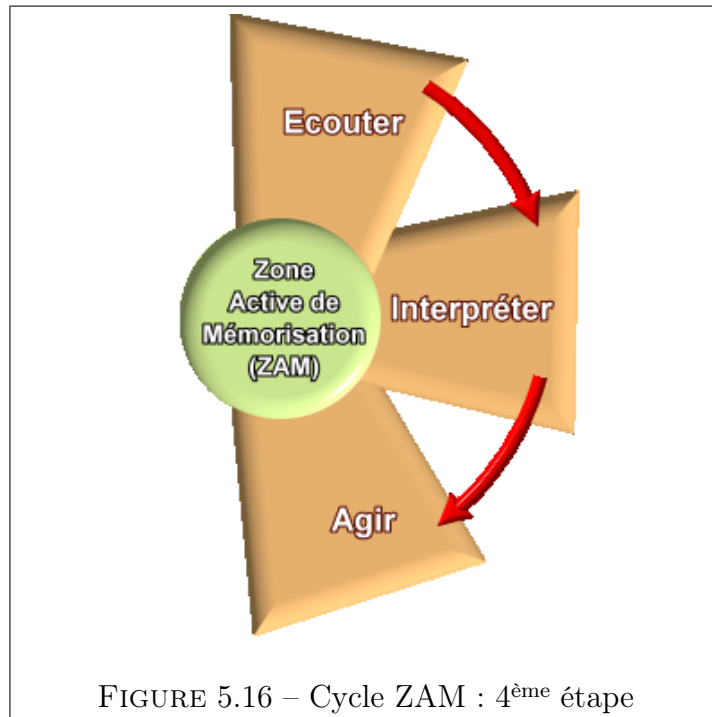 Ecouter
Zone
Active de
Mémorisation
(ZAM)
Interpréter
Agir
FIGURE 5.16 – Cycle ZAM : 4ème étape